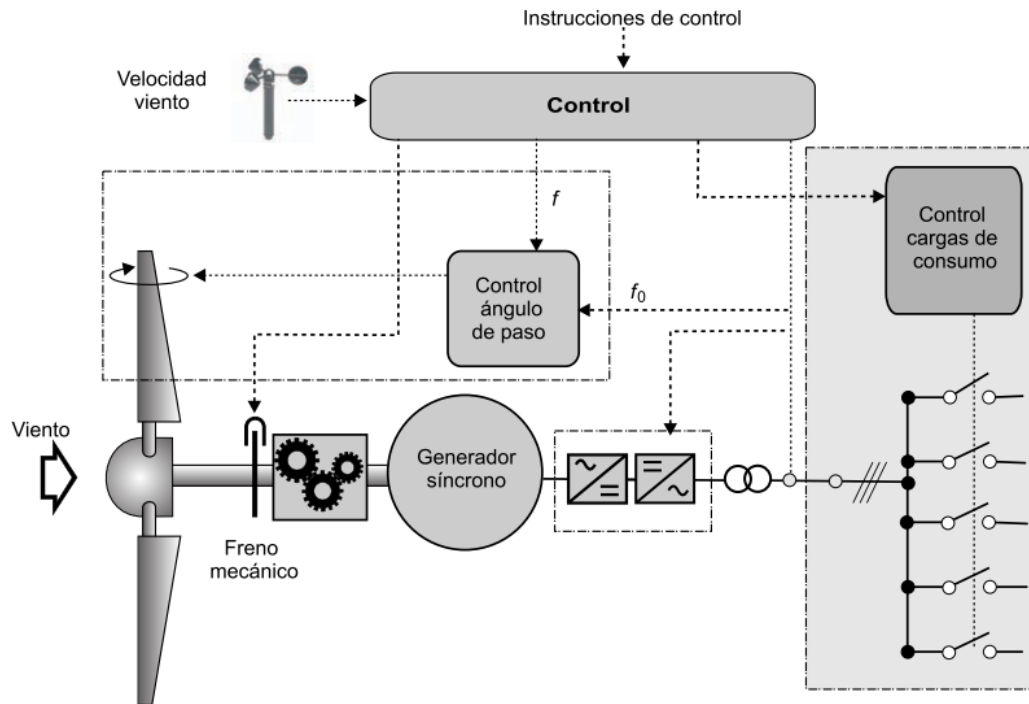 Instrucciones de control
Velocidad
viento
Control
f
Control
cargas de
consumo
Control
ángulo
de paso
f0
Viento
Generador
síncrono
Freno
mecánico